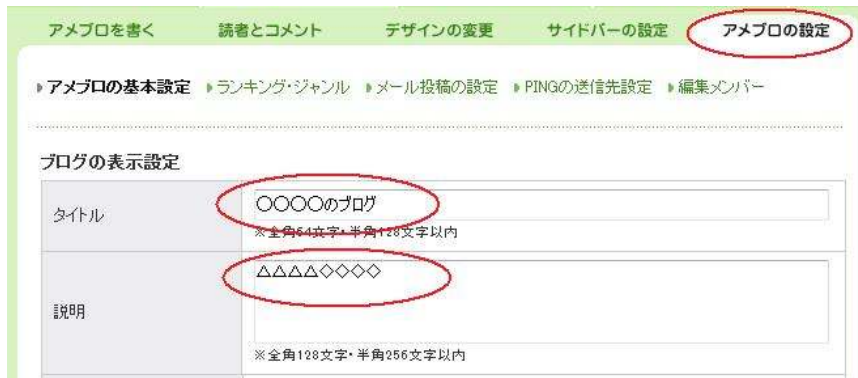 アメブロを書く 読者とコメント デザインの変更 サイドバーの設定 アメブロの設定
アメブロの基本設定 ランキング・ジャンル メール投稿の設定 PINGの送信先設定 編集メンバー
ブログの表示設定
タイトル
〇〇〇〇のブログ
※全角64文字・半角128文字以内
説明
△△△△◇◇◇◇
※全角128文字・半角256文字以内